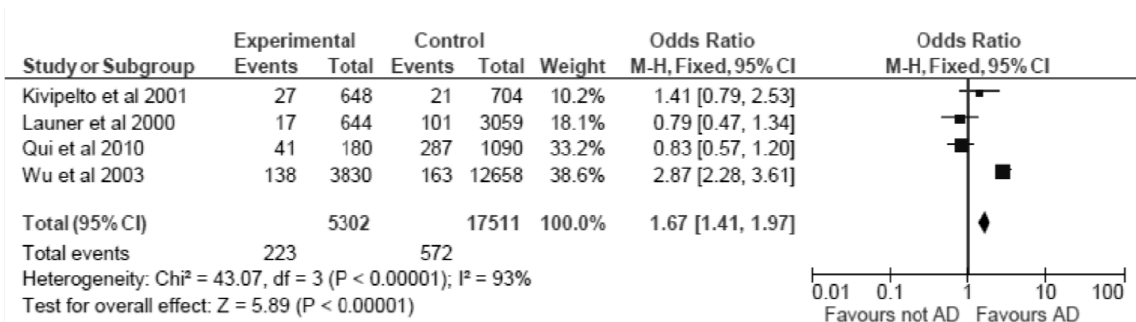 Experimental Control Odds Ratio Odds Ratio
Study or Subgroup Events Total Events Total Weight M-H, Fixed, 95% CI M-H, Fixed, 95% CI
Kivipelto et al 2001 27 648 21 704 10.2% 1.41 [0.79, 2.53]
Launer et al 2000 17 644 101 3059 18.1% 0.79 [0.47, 1.34]
Qui et al 2010 41 180 287 1090 33.2% 0.83 [0.57, 1.20]
Wu et al 2003 138 3830 163 12658 38.6% 2.87 [2.28, 3.61]
Total (95% CI) 5302 17511 100.0% 1.67 [1.41, 1.97]
Total events 223 572
Heterogeneity: Chi² = 43.07, df = 3 (P < 0.00001); I² = 93%
Test for overall effect: Z = 5.89 (P < 0.00001)
0.01 0.1 1 10 100
Favours not AD Favours AD